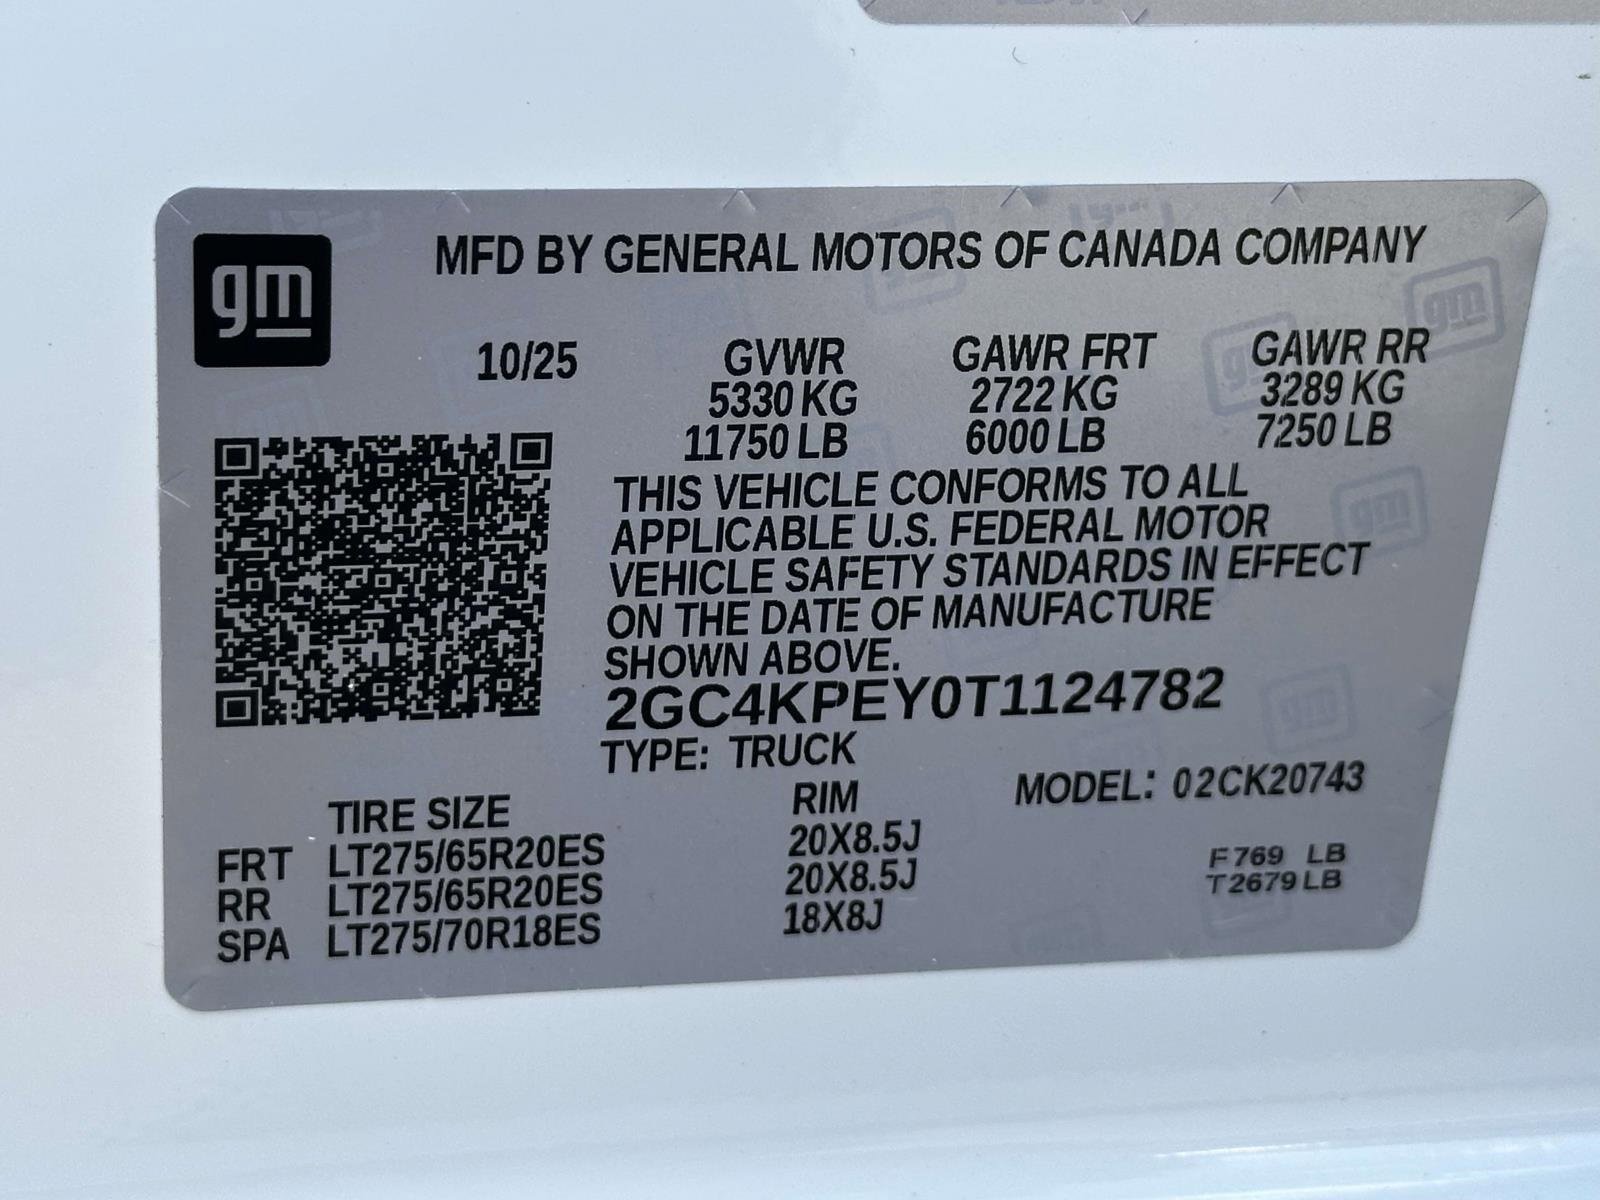 gm
MFD BY GENERAL MOTORS OF CANADA COMPANY
10/25 GVWR GAWR FRT GAWR RR
5330 KG 2722 KG 3289 KG
11750 LB 6000 LB 7250 LB
THIS VEHICLE CONFORMS TO ALL
APPLICABLE U.S. FEDERAL MOTOR
VEHICLE SAFETY STANDARDS IN EFFECT
ON THE DATE OF MANUFACTURE
SHOWN ABOVE.
2GC4KPEY0T1124782
TYPE: TRUCK
MODEL: 02CK20743
TIRE SIZE RIM
FRT LT275/65R20ES 20X8.5J
RR LT275/65R20ES 20X8.5J
SPA LT275/70R18ES 18X8J
F769 LB
T2679LB